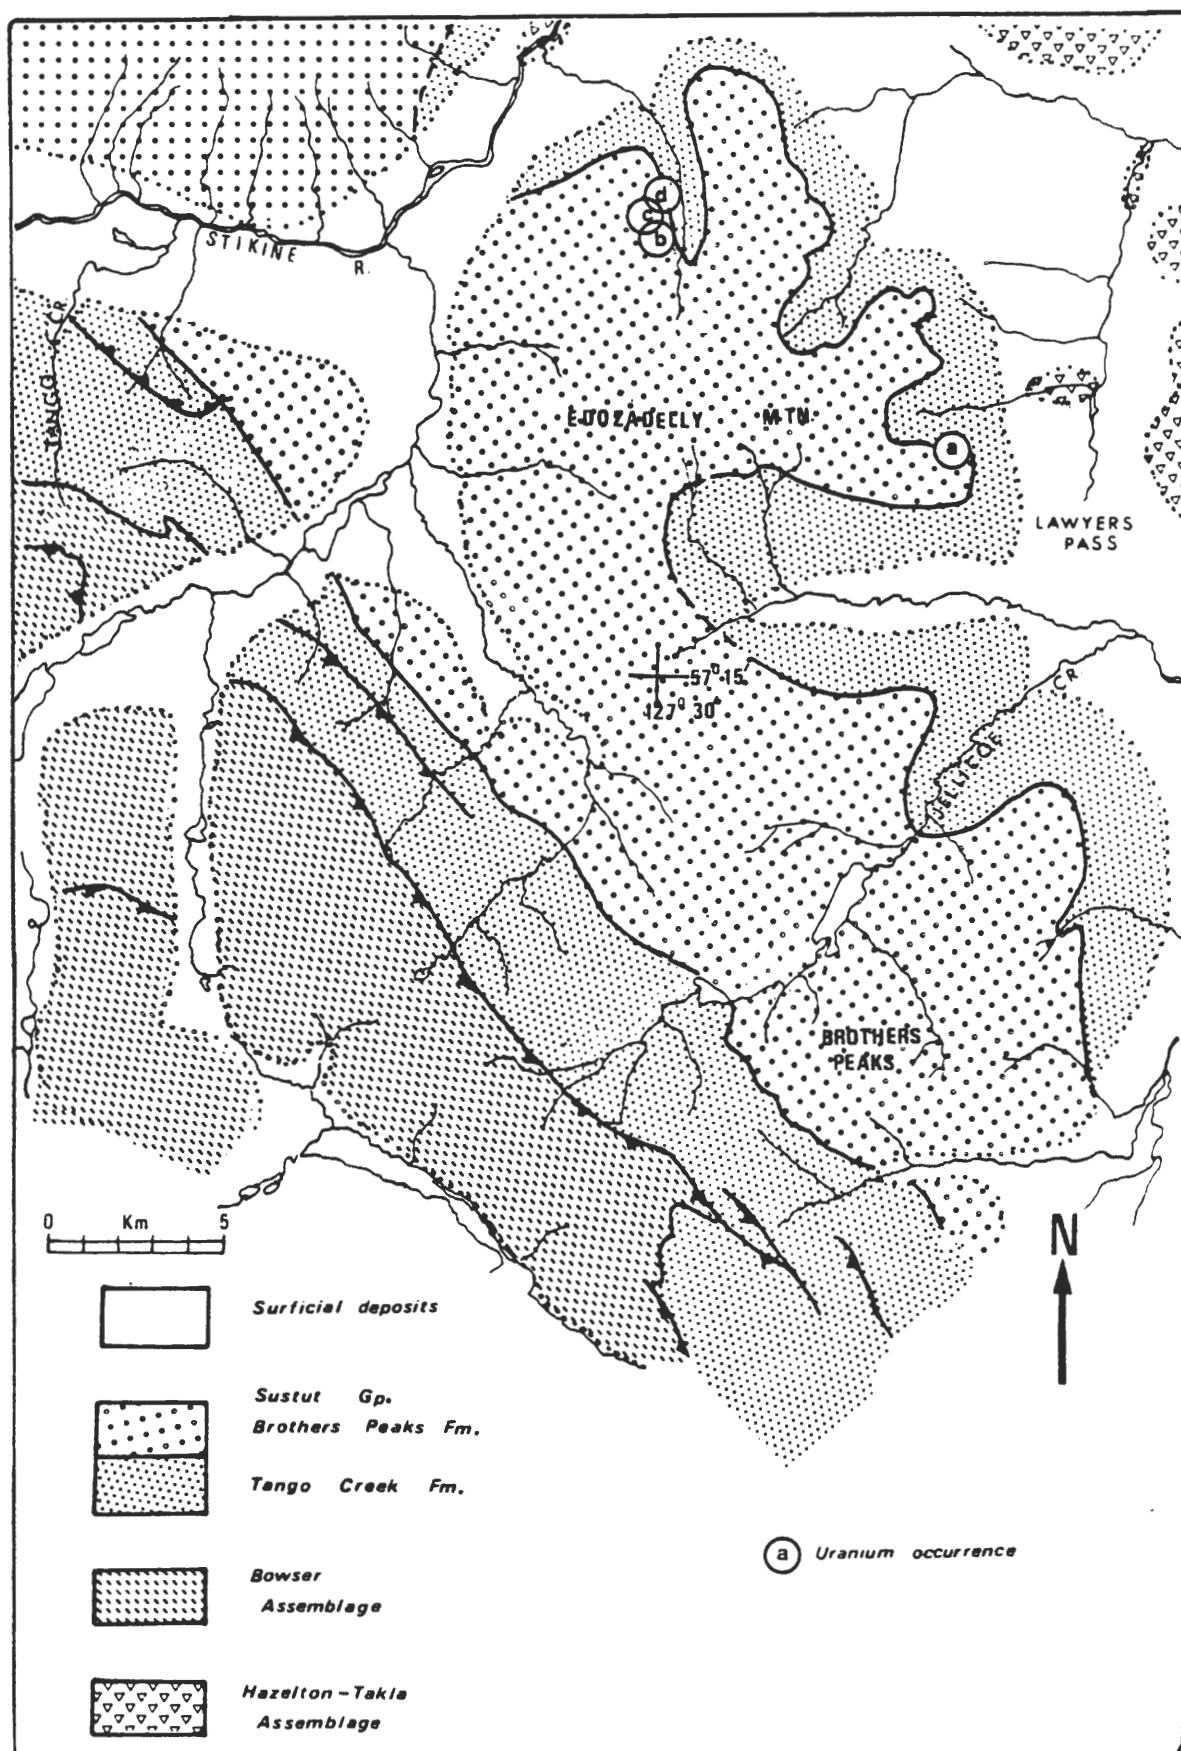 d
c
b
STIKINE
R.
TANGO CR.
EDOZADELLY MTN.
a
LAWYERS
PASS
57° 15'
127° 30'
JELLICOE CR.
BROTHERS
PEAKS
0 Km 5
N
Surficial deposits
Sustut Gp.
Brothers Peaks Fm.
Tango Creek Fm.
a Uranium occurrence
Bowser
Assemblage
Hazelton-Takla
Assemblage